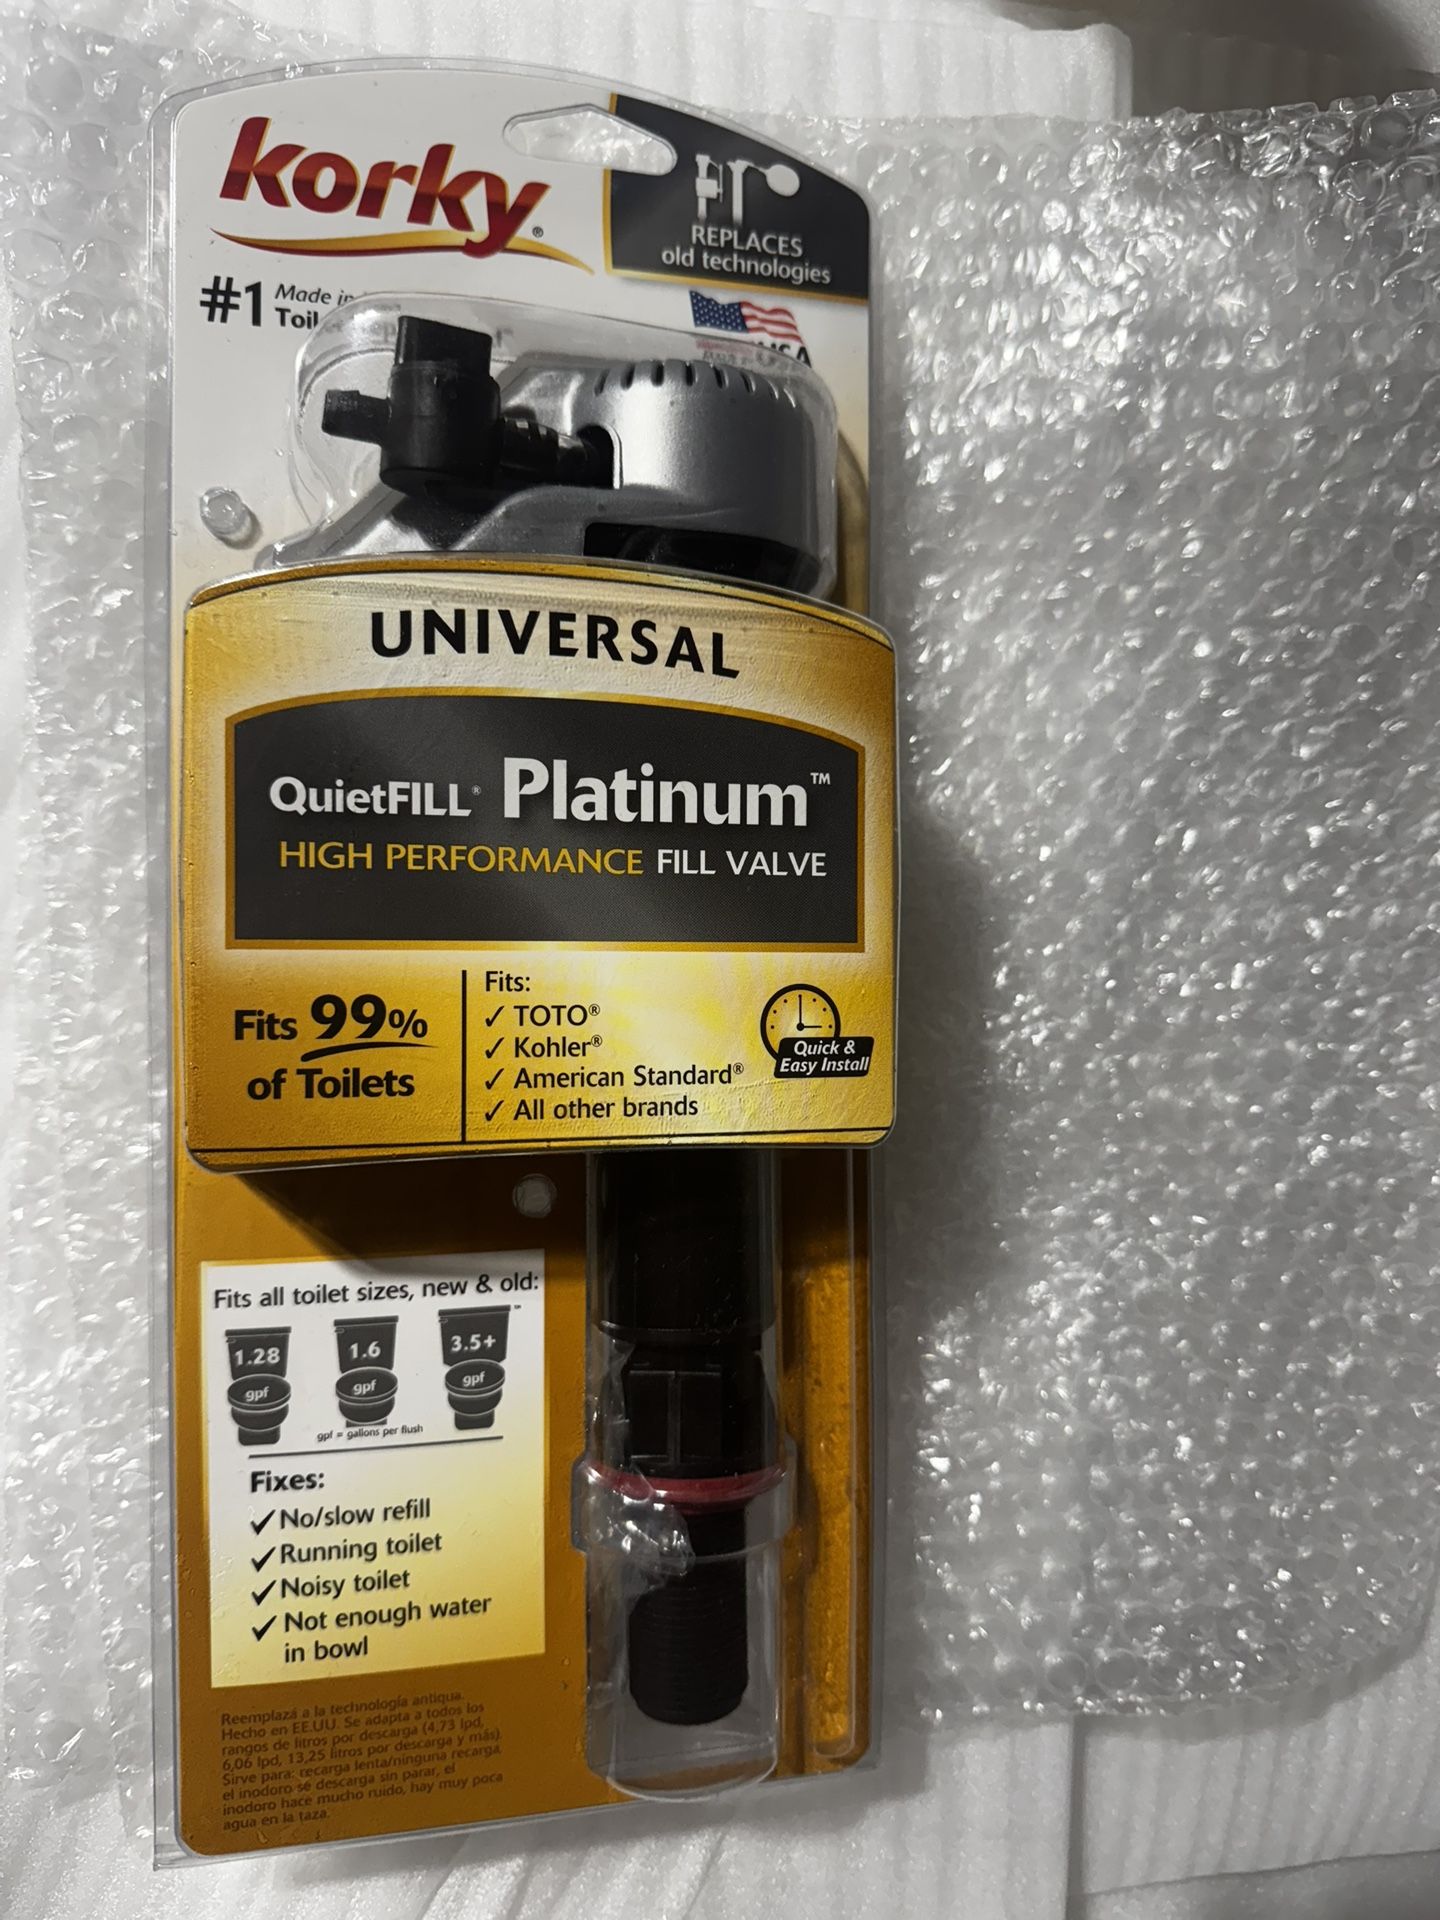 korky®
REPLACES
old technologies
#1
Made in
Toilet
USA
UNIVERSAL
QuietFILL® Platinum™
HIGH PERFORMANCE FILL VALVE
Fits 99%
of Toilets
Fits:
✓ TOTO®
✓ Kohler®
✓ American Standard®
✓ All other brands
Quick &
Easy Install
Fits all toilet sizes, new & old:
1.28 gpf
1.6 gpf
3.5+ gpf
™
gpf = gallons per flush
Fixes:
✓ No/slow refill
✓ Running toilet
✓ Noisy toilet
✓ Not enough water
in bowl
Reemplazá a la technología antiqua.
Hecho en EE.UU. Se adapta a todos los
rangos de litros por descarga (4,73 lpd,
6,06 lpd, 13,25 litros por descarga y más).
Sirve para: recarga lenta/ninguna recarga,
el inodoro se descarga sin parar, el
inodoro hace mucho ruido, hay muy poca
agua en la taza.